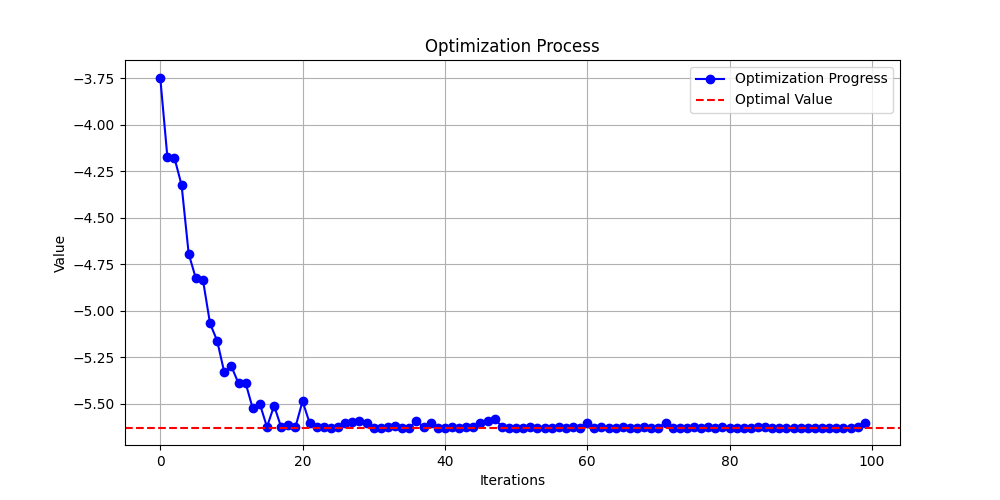 Optimization Process
Optimization Progress
Optimal Value
Value
−3.75
−4.00
−4.25
−4.50
−4.75
−5.00
−5.25
−5.50
0 20 40 60 80 100
Iterations